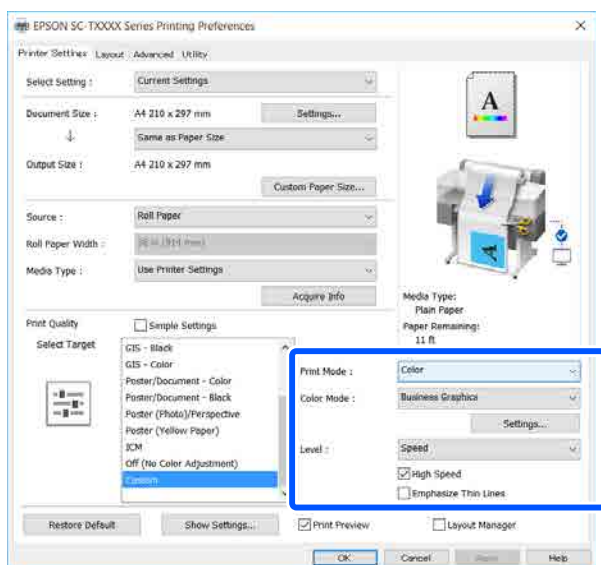 EPSON SC-TXXXX Series Printing Preferences
Printer Settings Layout Advanced Utility
Select Setting : Current Settings
Document Size : A4 210 x 297 mm Settings...
Same as Paper Size
Output Size : A4 210 x 297 mm
Custom Paper Size...
Source : Roll Paper
Roll Paper Width : 36 in (914 mm)
Media Type : Use Printer Settings
Acquire Info
A
A
Media Type:
Plain Paper
Paper Remaining:
11 ft
Print Quality Simple Settings
Select Target
GIS - Black
GIS - Color
Poster/Document - Color
Poster/Document - Black
Poster (Photo)/Perspective
Poster (Yellow Paper)
ICM
Off (No Color Adjustment)
Custom
Print Mode : Color
Color Mode : Business Graphics
Settings...
Level : Speed
High Speed
Emphasize Thin Lines
Restore Default Show Settings... Print Preview Layout Manager
OK Cancel Apply Help